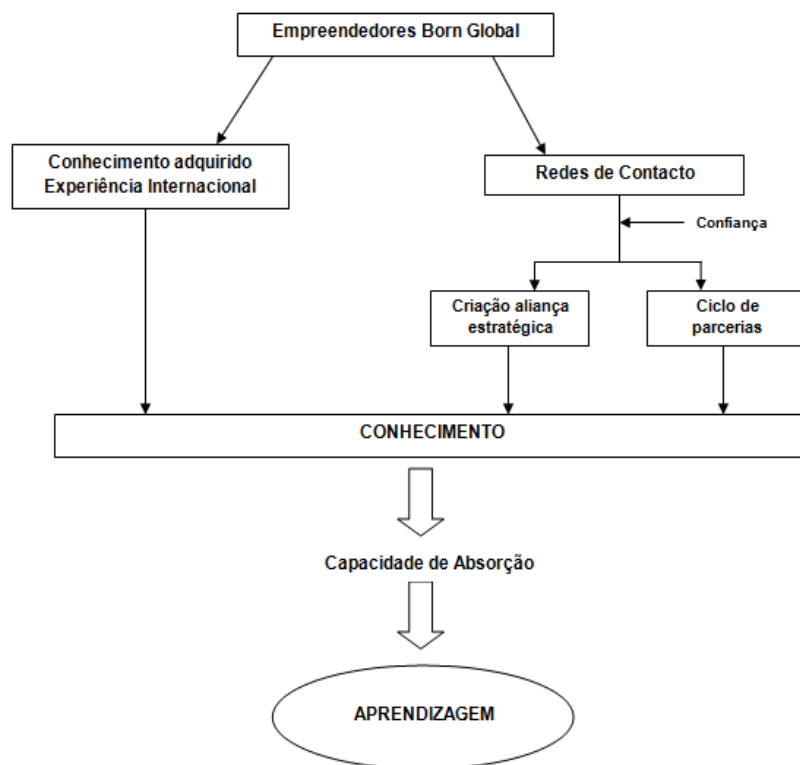 Empreendedores Born Global
Conhecimento adquirido
Experiência Internacional
Redes de Contacto
Confiança
Criação aliança
estratégica
Ciclo de
parcerias
CONHECIMENTO
Capacidade de Absorção
APRENDIZAGEM